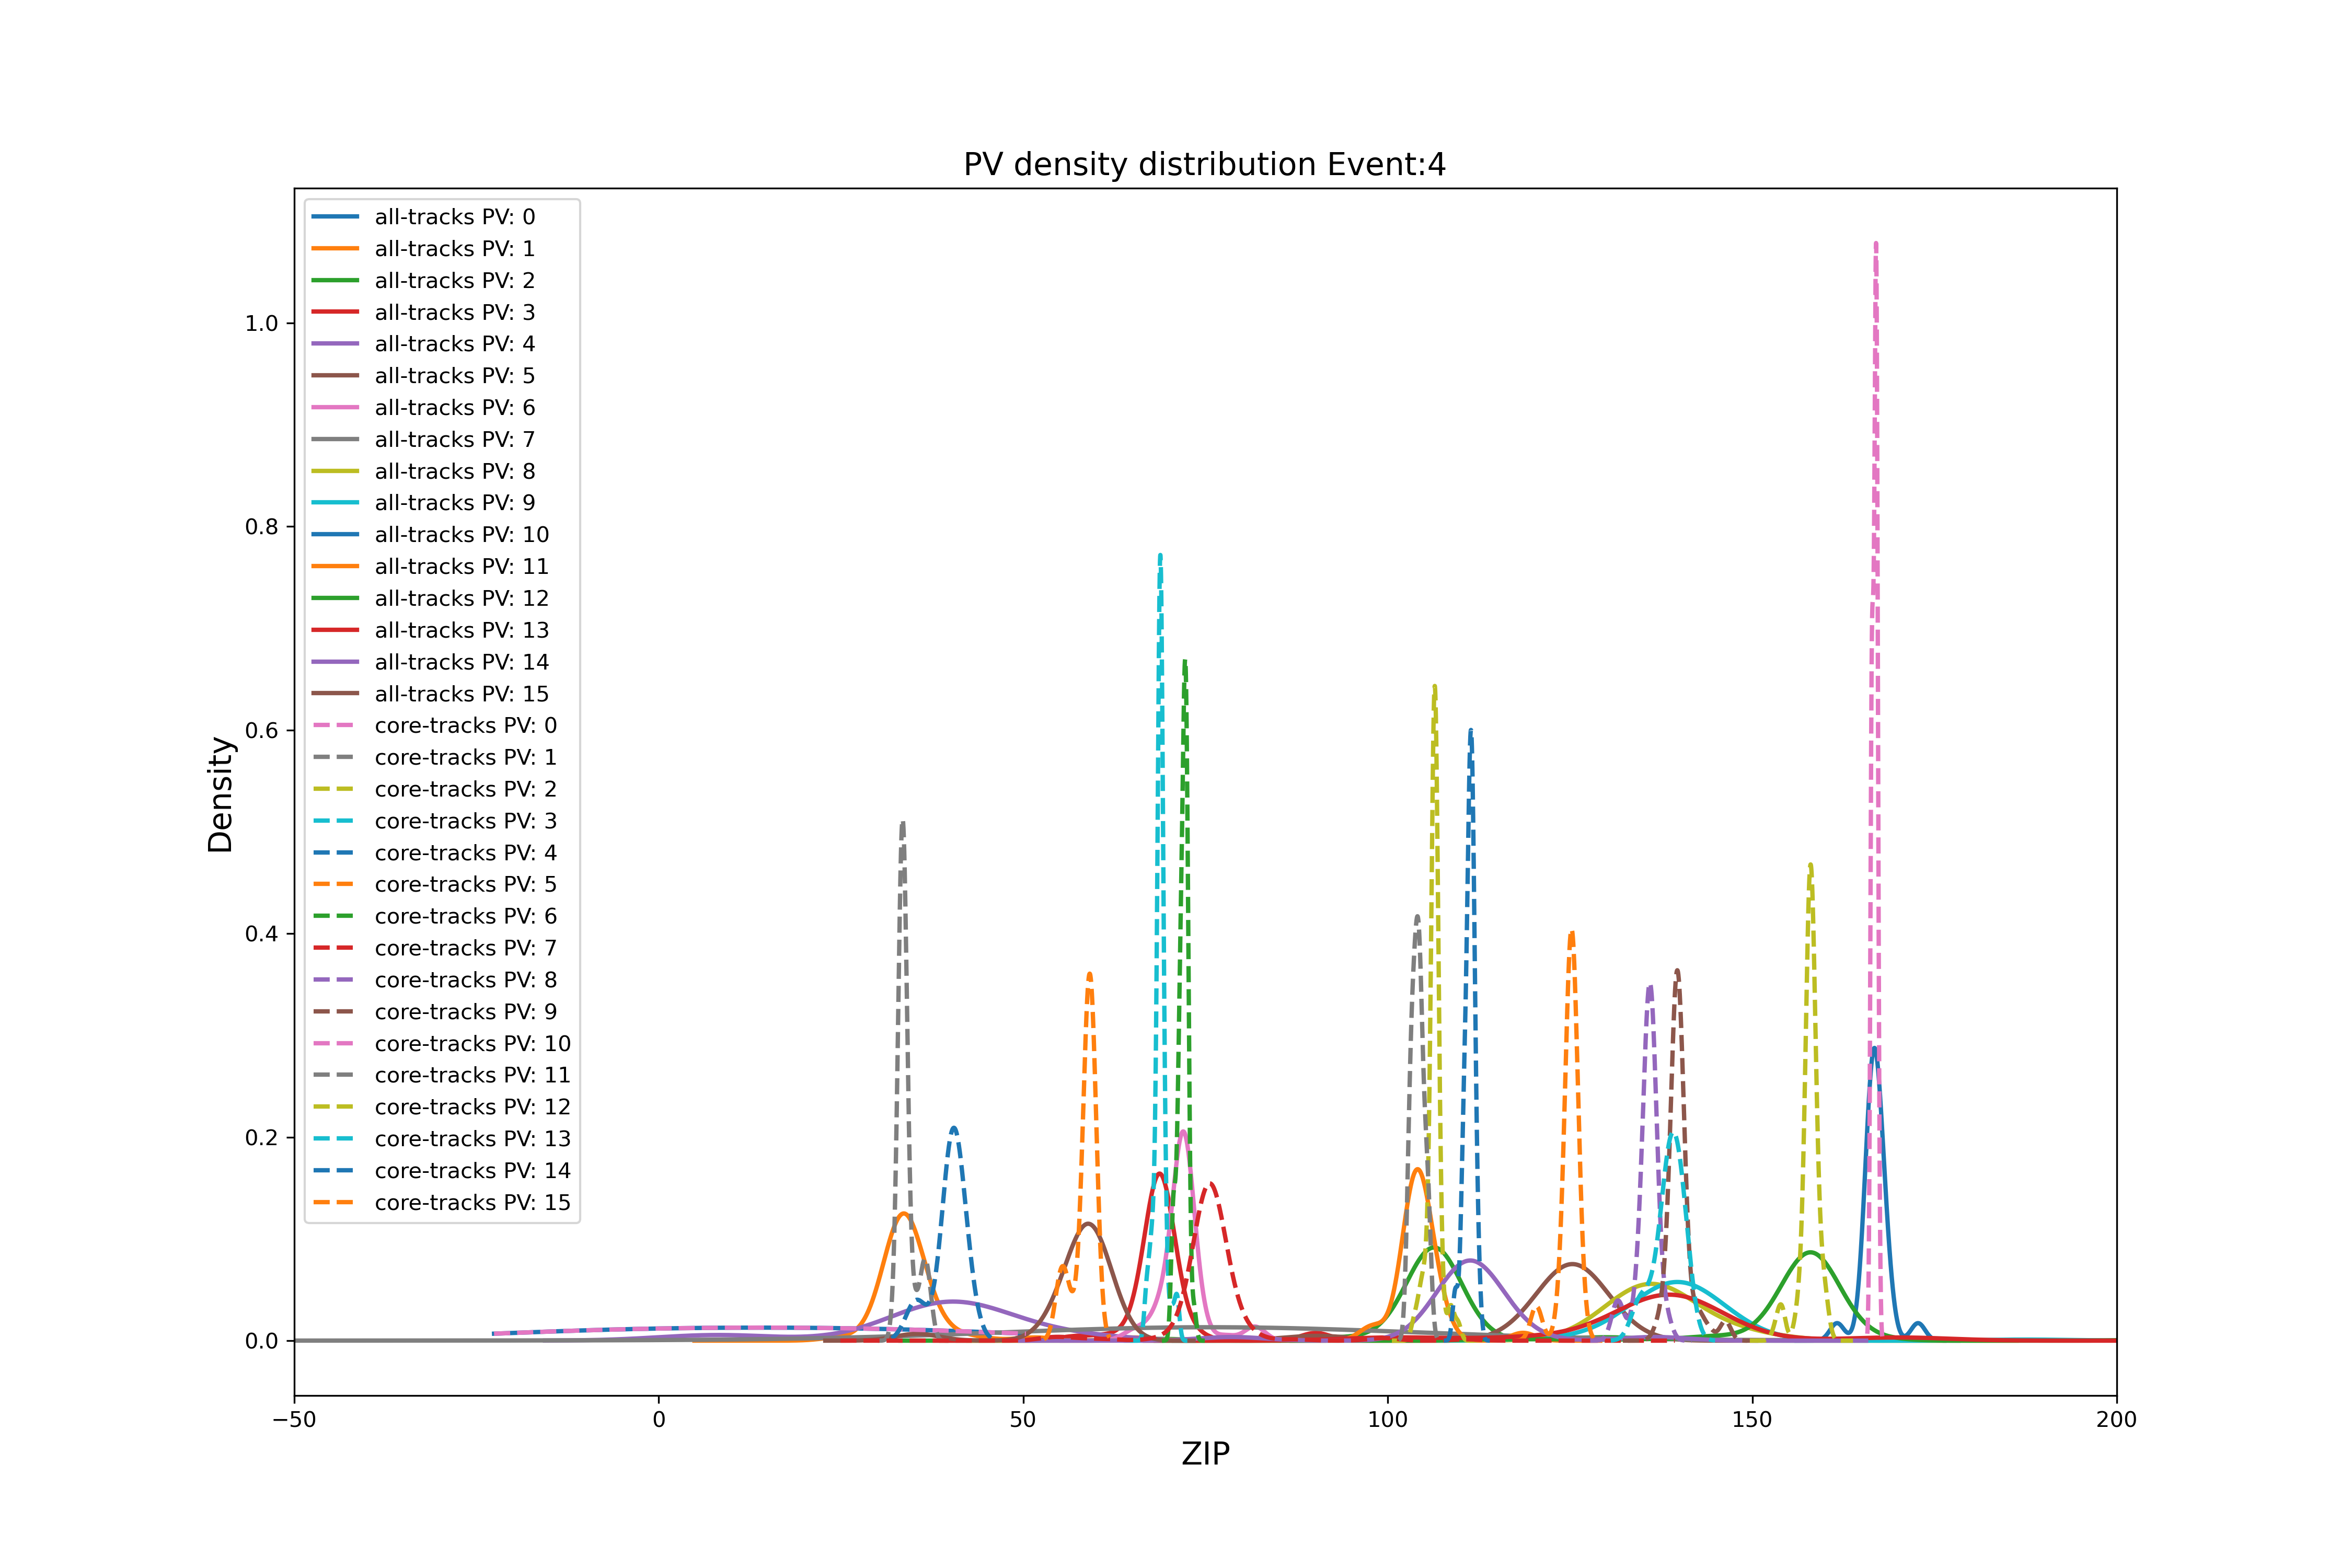 PV density distribution Event:4
all-tracks PV: 0
all-tracks PV: 1
all-tracks PV: 2
all-tracks PV: 3
all-tracks PV: 4
all-tracks PV: 5
all-tracks PV: 6
all-tracks PV: 7
all-tracks PV: 8
all-tracks PV: 9
all-tracks PV: 10
all-tracks PV: 11
all-tracks PV: 12
all-tracks PV: 13
all-tracks PV: 14
all-tracks PV: 15
core-tracks PV: 0
core-tracks PV: 1
core-tracks PV: 2
core-tracks PV: 3
core-tracks PV: 4
core-tracks PV: 5
core-tracks PV: 6
core-tracks PV: 7
core-tracks PV: 8
core-tracks PV: 9
core-tracks PV: 10
core-tracks PV: 11
core-tracks PV: 12
core-tracks PV: 13
core-tracks PV: 14
core-tracks PV: 15
Density
1.0
0.8
0.6
0.4
0.2
0.0
−50 0 50 100 150 200
ZIP